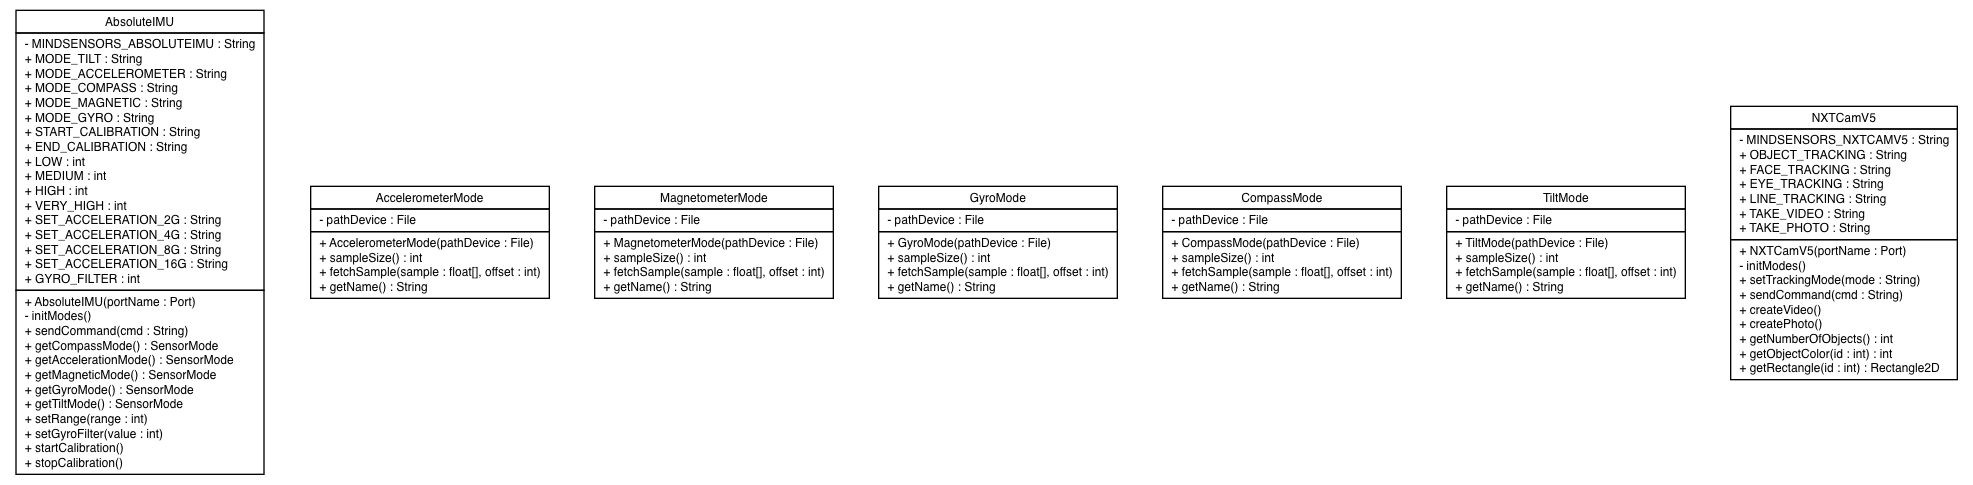 AbsoluteIMU
- MINDSENSORS_ABSOLUTEIMU : String
+ MODE_TILT : String
+ MODE_ACCELEROMETER : String
+ MODE_COMPASS : String
+ MODE_MAGNETIC : String
+ MODE_GYRO : String
+ START_CALIBRATION : String
+ END_CALIBRATION : String
+ LOW : int
+ MEDIUM : int
+ HIGH : int
+ VERY_HIGH : int
+ SET_ACCELERATION_2G : String
+ SET_ACCELERATION_4G : String
+ SET_ACCELERATION_8G : String
+ SET_ACCELERATION_16G : String
+ GYRO_FILTER : int
+ AbsoluteIMU(portName : Port)
- initModes()
+ sendCommand(cmd : String)
+ getCompassMode() : SensorMode
+ getAccelerationMode() : SensorMode
+ getMagneticMode() : SensorMode
+ getGyroMode() : SensorMode
+ getTiltMode() : SensorMode
+ setRange(range : int)
+ setGyroFilter(value : int)
+ startCalibration()
+ stopCalibration()
AccelerometerMode
- pathDevice : File
+ AccelerometerMode(pathDevice : File)
+ sampleSize() : int
+ fetchSample(sample : float[], offset : int)
+ getName() : String
MagnetometerMode
- pathDevice : File
+ MagnetometerMode(pathDevice : File)
+ sampleSize() : int
+ fetchSample(sample : float[], offset : int)
+ getName() : String
GyroMode
- pathDevice : File
+ GyroMode(pathDevice : File)
+ sampleSize() : int
+ fetchSample(sample : float[], offset : int)
+ getName() : String
CompassMode
- pathDevice : File
+ CompassMode(pathDevice : File)
+ sampleSize() : int
+ fetchSample(sample : float[], offset : int)
+ getName() : String
TiltMode
- pathDevice : File
+ TiltMode(pathDevice : File)
+ sampleSize() : int
+ fetchSample(sample : float[], offset : int)
+ getName() : String
NXTCamV5
- MINDSENSORS_NXTCAMV5 : String
+ OBJECT_TRACKING : String
+ FACE_TRACKING : String
+ EYE_TRACKING : String
+ LINE_TRACKING : String
+ TAKE_VIDEO : String
+ TAKE_PHOTO : String
+ NXTCamV5(portName : Port)
- initModes()
+ setTrackingMode(mode : String)
+ sendCommand(cmd : String)
+ createVideo()
+ createPhoto()
+ getNumberOfObjects() : int
+ getObjectColor(id : int) : int
+ getRectangle(id : int) : Rectangle2D